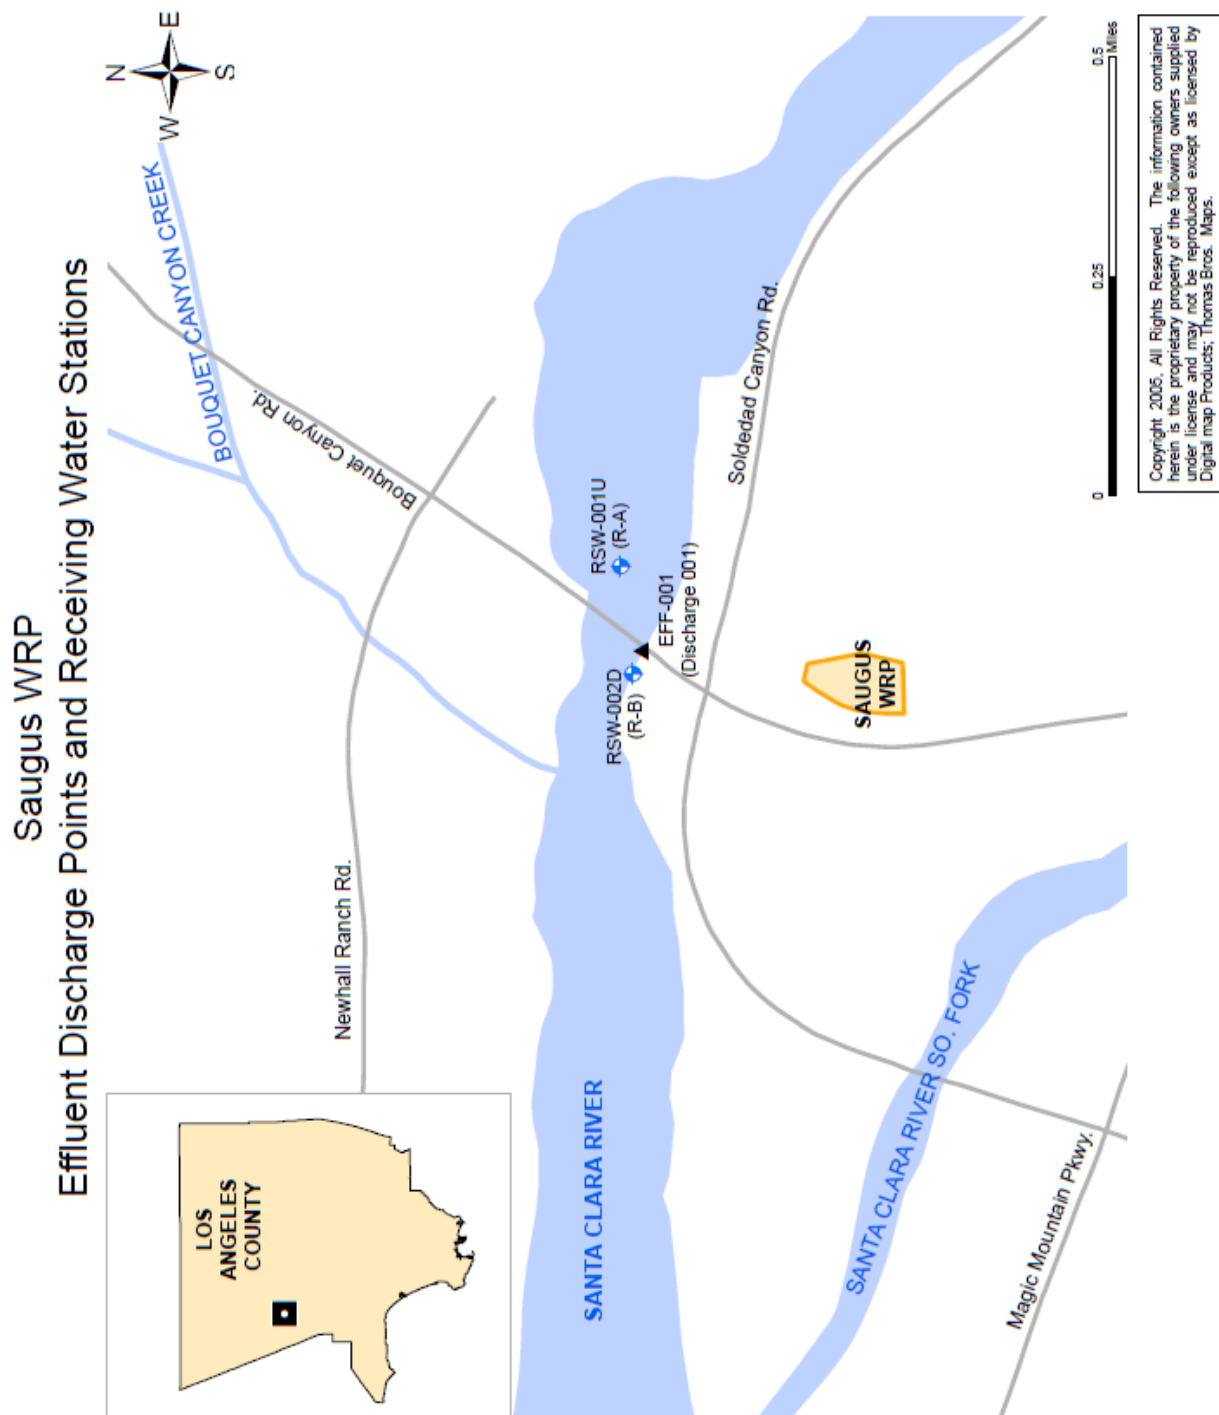 Saugus WRP
Effluent Discharge Points and Receiving Water Stations
N
W
E
S
LOS
ANGELES
COUNTY
BOUQUET CANYON CREEK
Bouquet Canyon Rd.
Newhall Ranch Rd.
SANTA CLARA RIVER
RSW-002D
(R-B)
RSW-001U
(R-A)
EFF-001
(Discharge 001)
Soldedad Canyon Rd.
SAUGUS
WRP
SANTA CLARA RIVER SO. FORK
Magic Mountain Pkwy.
0
0.25
0.5
Miles
Copyright 2005. All Rights Reserved. The information contained
herein is the proprietary property of the following owners supplied
under license and may not be reproduced except as licensed by
Digital map Products; Thomas Bros. Maps.